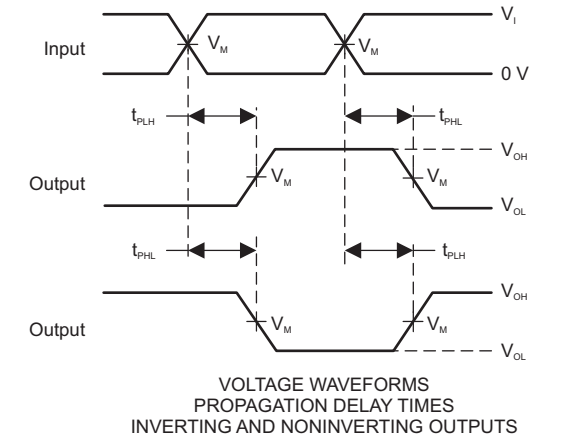 V_I
Input V_M V_M
0 V
t_PLH t_PHL
V_OH
Output V_M V_M
V_OL
t_PHL t_PLH
V_OH
Output V_M V_M
V_OL
VOLTAGE WAVEFORMS
PROPAGATION DELAY TIMES
INVERTING AND NONINVERTING OUTPUTS